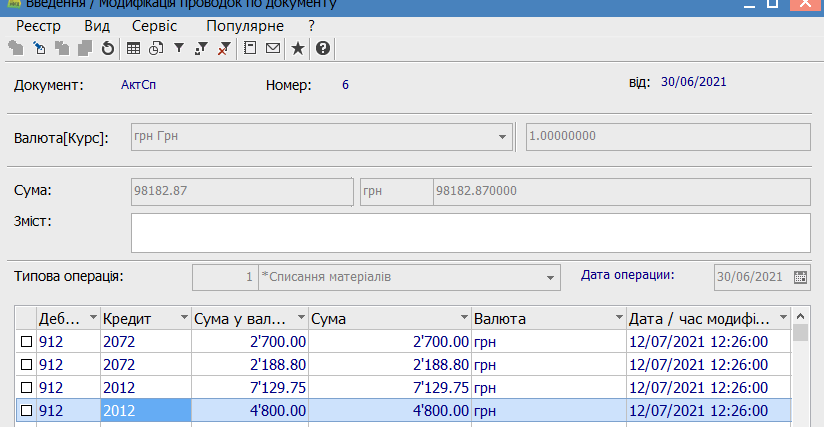 Введення / Модифікація проводок по документу
Реєстр Вид Сервіс Популярне ?
Документ: АктСп Номер: 6 від: 30/06/2021
Валюта[Курс]: грн Грн 1.00000000
Сума: 98182.87 грн 98182.870000
Зміст:
Типова операція: 1 *Списання матеріалів Дата операции: 30/06/2021
Деб... Кредит Сума у вал... Сума Валюта Дата / час модифі...
912 2072 2'700.00 2'700.00 грн 12/07/2021 12:26:00
912 2072 2'188.80 2'188.80 грн 12/07/2021 12:26:00
912 2012 7'129.75 7'129.75 грн 12/07/2021 12:26:00
912 2012 4'800.00 4'800.00 грн 12/07/2021 12:26:00